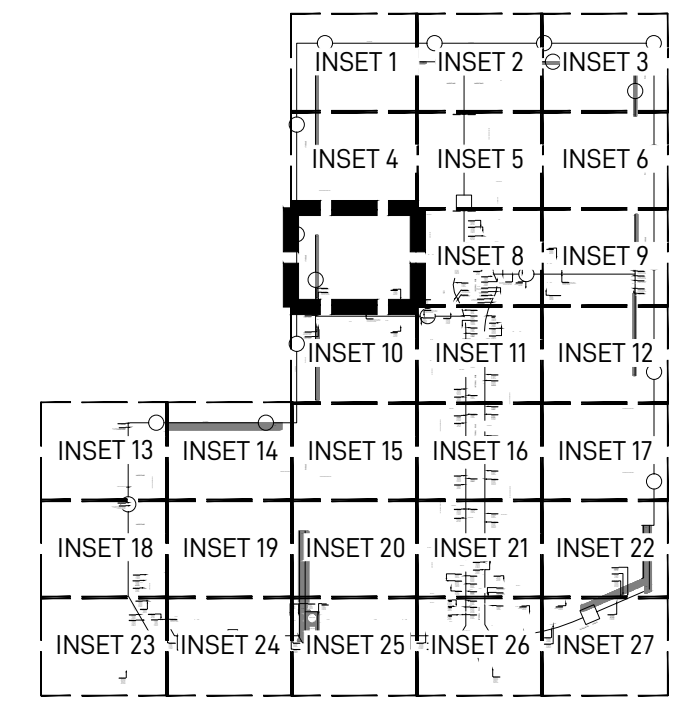 INSET 1 INSET 2 INSET 3
INSET 4 INSET 5 INSET 6
INSET 8 INSET 9
INSET 10 INSET 11 INSET 12
INSET 13 INSET 14 INSET 15 INSET 16 INSET 17
INSET 18 INSET 19 INSET 20 INSET 21 INSET 22
INSET 23 INSET 24 INSET 25 INSET 26 INSET 27